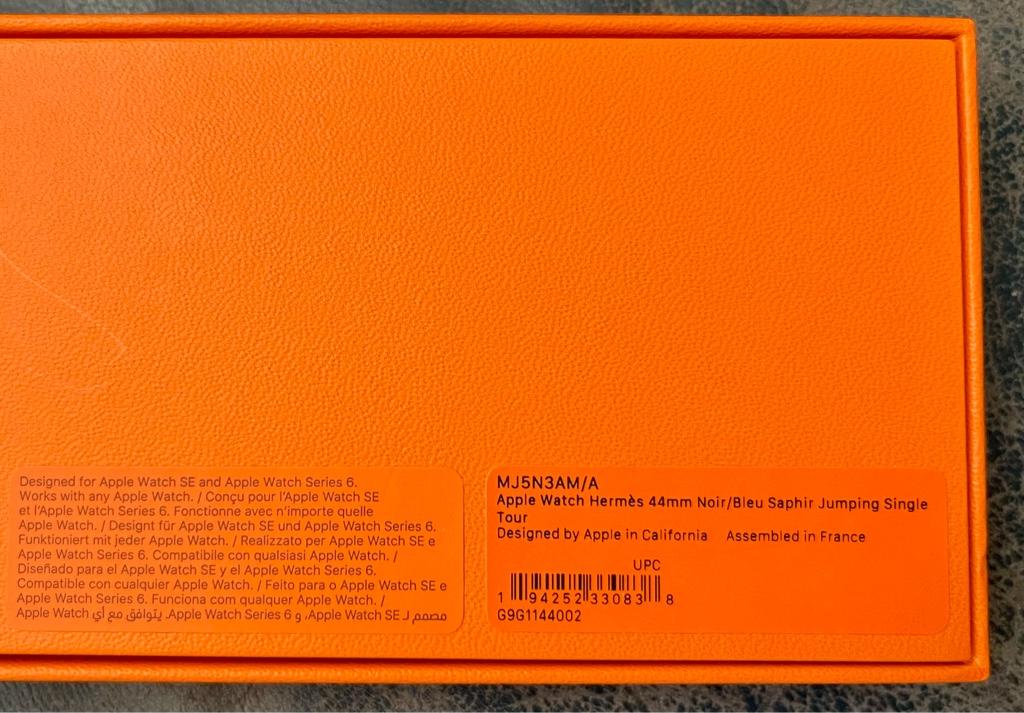 Designed for Apple Watch SE and Apple Watch Series 6.
Works with any Apple Watch. / Conçu pour l'Apple Watch SE
et l'Apple Watch Series 6. Fonctionne avec n'importe quelle
Apple Watch. / Designt für Apple Watch SE und Apple Watch Series 6.
Funktioniert mit jeder Apple Watch. / Realizzato per Apple Watch SE e
Apple Watch Series 6. Compatibile con qualsiasi Apple Watch. /
Diseñado para el Apple Watch SE y el Apple Watch Series 6.
Compatible con cualquier Apple Watch. / Feito para o Apple Watch SE e
Apple Watch Series 6. Funciona com qualquer Apple Watch. /
مصمم لـ Apple Watch SE، و Apple Watch Series 6. يتوافق مع أي Apple Watch
MJ5N3AM/A
Apple Watch Hermès 44mm Noir/Bleu Saphir Jumping Single
Tour
Designed by Apple in California Assembled in France
UPC
1 94252 33083 8
G9G1144002